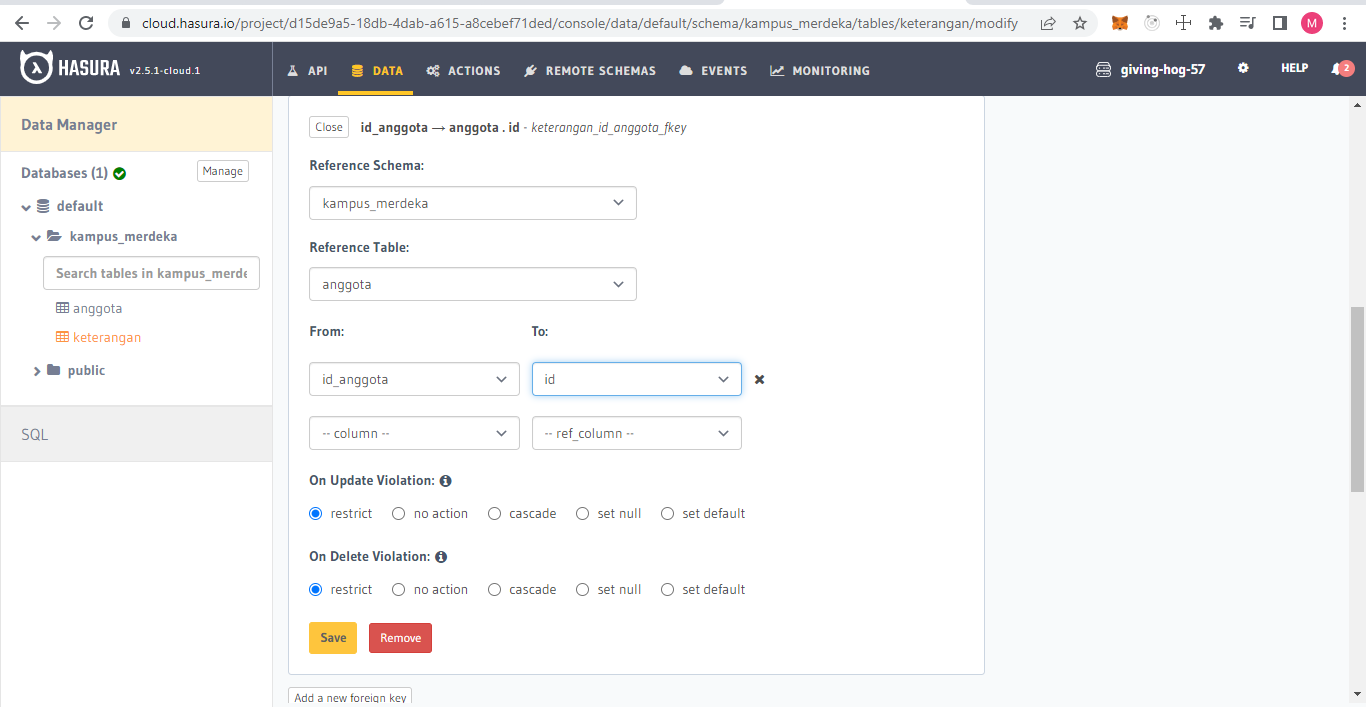 cloud.hasura.io/project/d15de9a5-18db-4dab-a615-a8cebef71ded/console/data/default/schema/kampus_merdeka/tables/keterangan/modify
M
HASURA v2.5.1-cloud.1
API DATA ACTIONS REMOTE SCHEMAS EVENTS MONITORING
giving-hog-57 HELP 2
Data Manager
Databases (1) Manage
default
kampus_merdeka
Search tables in kampus_merde
anggota
keterangan
public
SQL
Close id_anggota → anggota . id - keterangan_id_anggota_fkey
Reference Schema:
kampus_merdeka
Reference Table:
anggota
From: To:
id_anggota id
-- column -- -- ref_column --
On Update Violation:
restrict no action cascade set null set default
On Delete Violation:
restrict no action cascade set null set default
Save Remove
Add a new foreign key